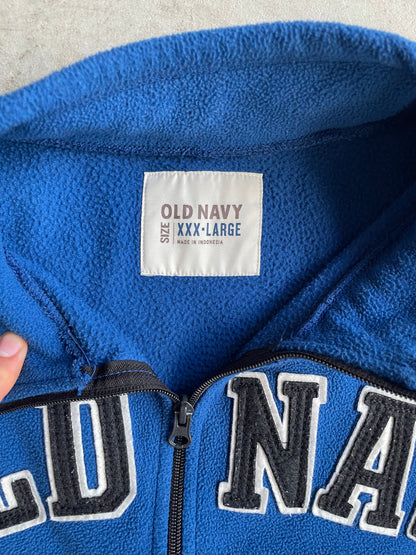 OLD NAVY
SIZE XXX-LARGE
MADE IN INDONESIA
LD NA